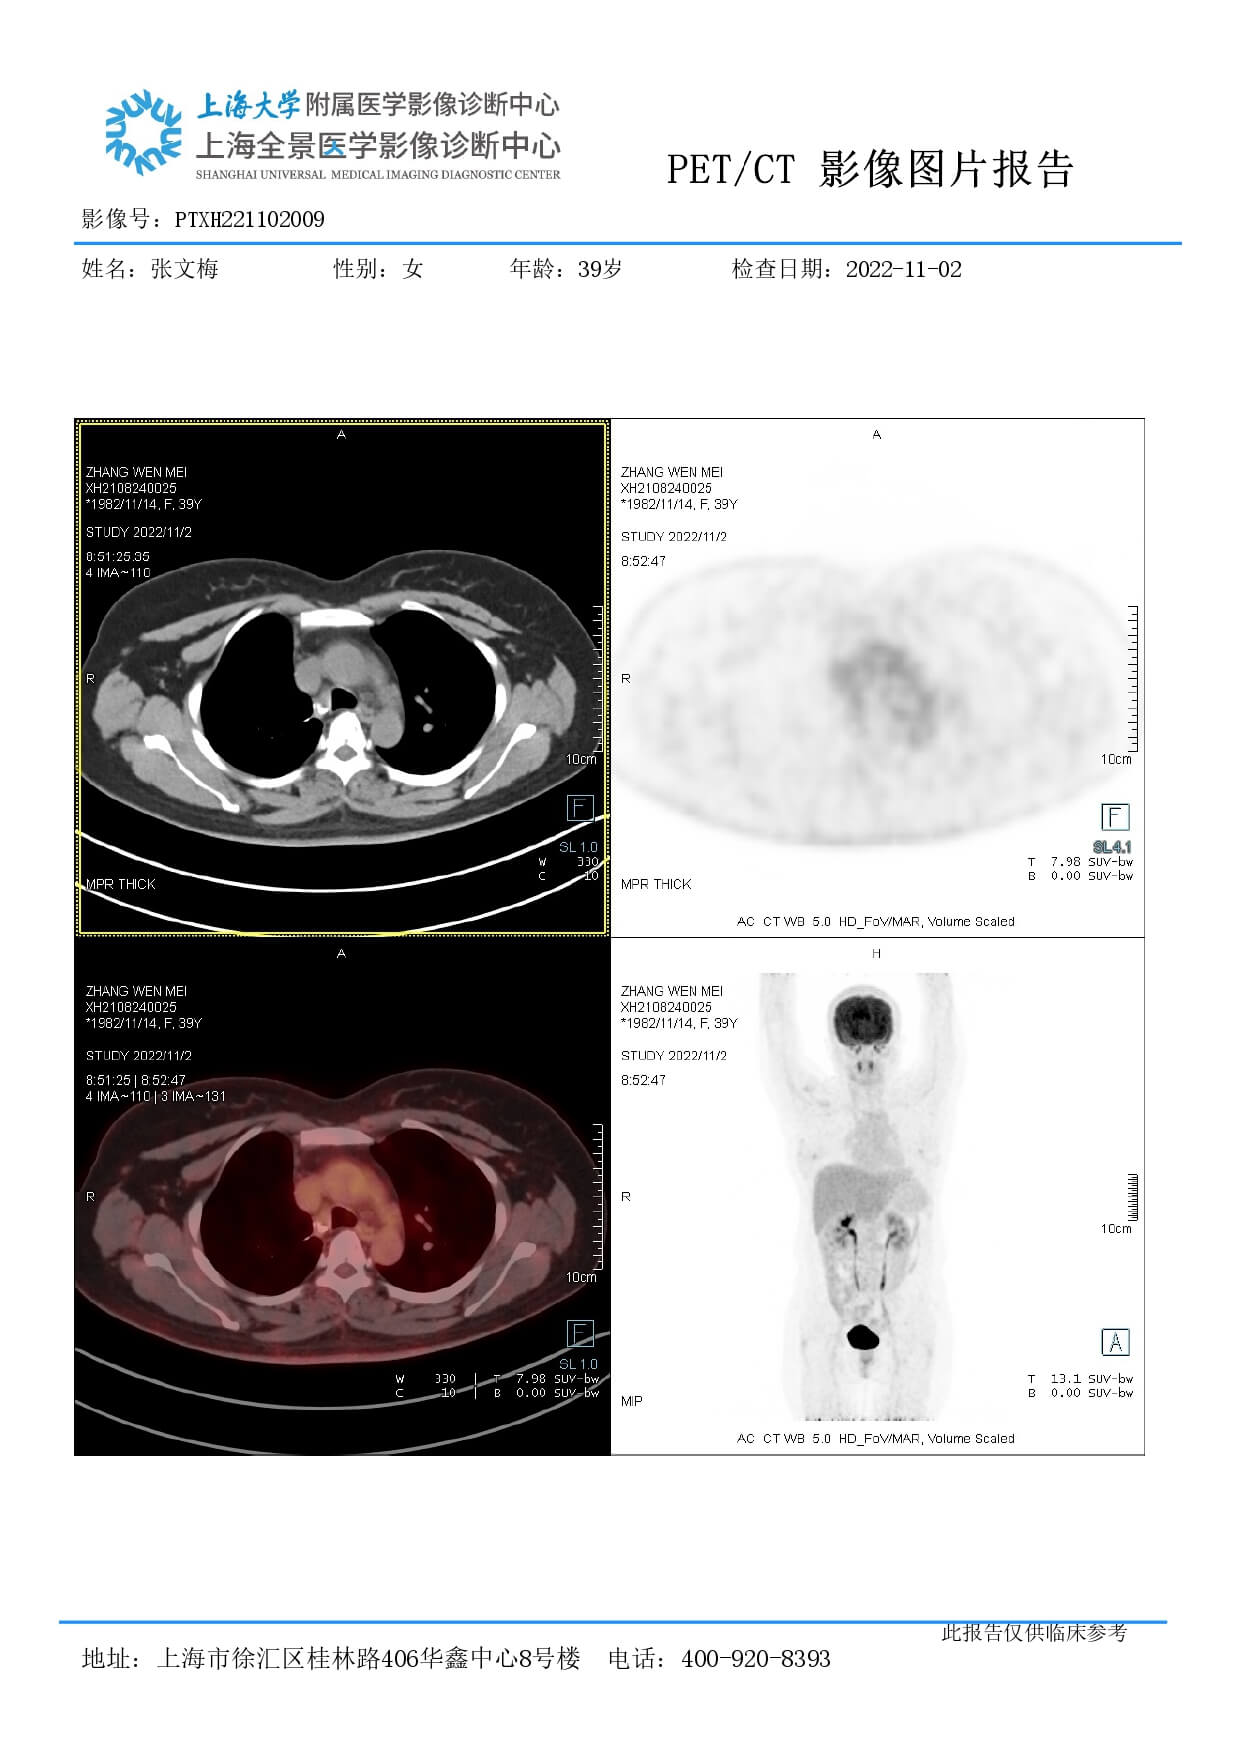 上海大学附属医学影像诊断中心
上海全景医学影像诊断中心
SHANGHAI UNIVERSAL MEDICAL IMAGING DIAGNOSTIC CENTER
PET/CT 影像图片报告
影像号：PTXH221102009
姓名：张文梅 性别：女 年龄：39岁 检查日期：2022-11-02
A
ZHANG WEN MEI
XH2108240025
*1982/11/14, F, 39Y
STUDY 2022/11/2
8:51:25.35
4 IMA~110
R
10cm
F
SL 1.0
W 330
C 10
MPR THICK
A
ZHANG WEN MEI
XH2108240025
*1982/11/14, F, 39Y
STUDY 2022/11/2
8:52:47
R
10cm
F
SL4.1
T 7.98 SUV-bw
B 0.00 SUV-bw
MPR THICK
AC CT WB 5.0 HD_FoV/MAR, Volume Scaled
A
ZHANG WEN MEI
XH2108240025
*1982/11/14, F, 39Y
STUDY 2022/11/2
8:51:25 | 8:52:47
4 IMA~110 | 3 IMA~131
R
10cm
F
SL 1.0
W 330 | T 7.98 SUV-bw
C 10 | B 0.00 SUV-bw
H
ZHANG WEN MEI
XH2108240025
*1982/11/14, F, 39Y
STUDY 2022/11/2
8:52:47
R
10cm
A
T 13.1 SUV-bw
B 0.00 SUV-bw
MIP
AC CT WB 5.0 HD_FoV/MAR, Volume Scaled
此报告仅供临床参考
地址：上海市徐汇区桂林路406华鑫中心8号楼 电话：400-920-8393